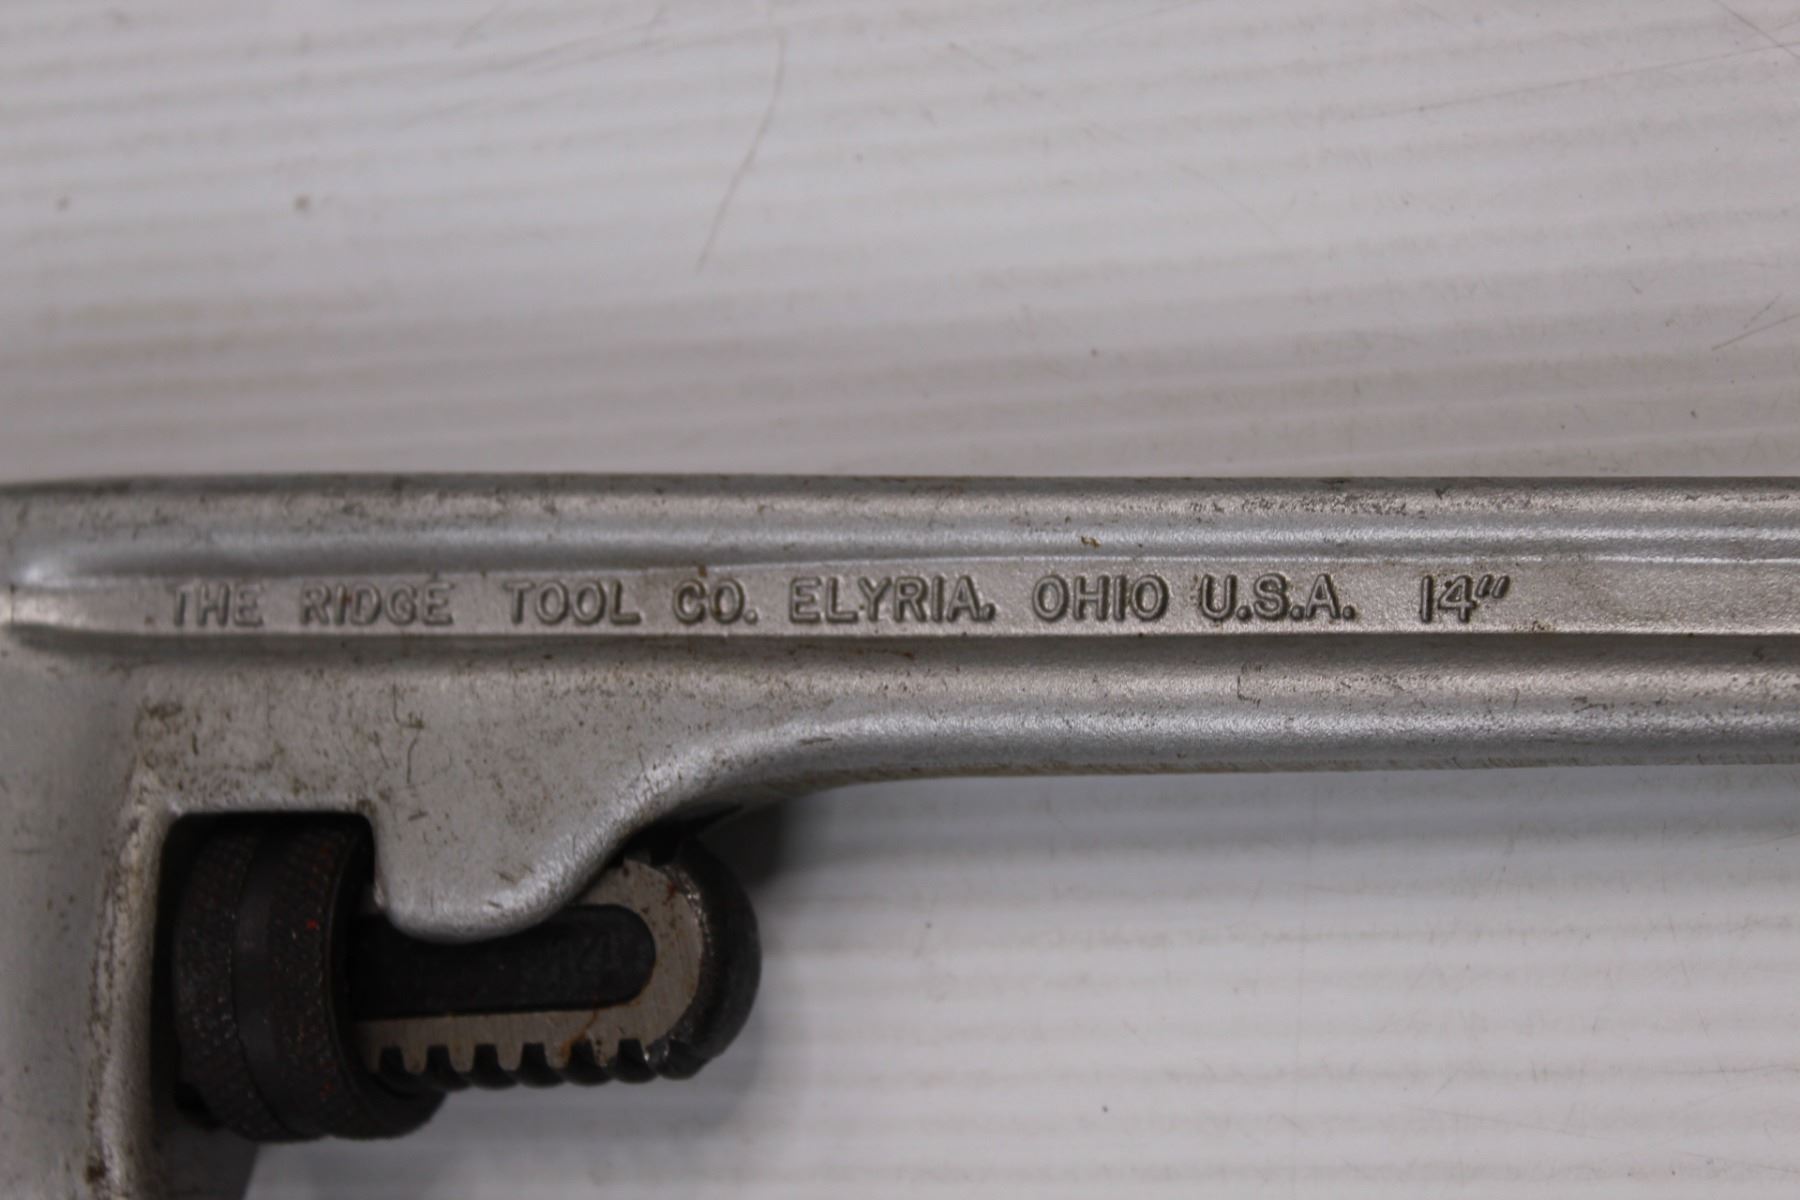 THE RIDGE TOOL CO. ELYRIA, OHIO U.S.A. 14"